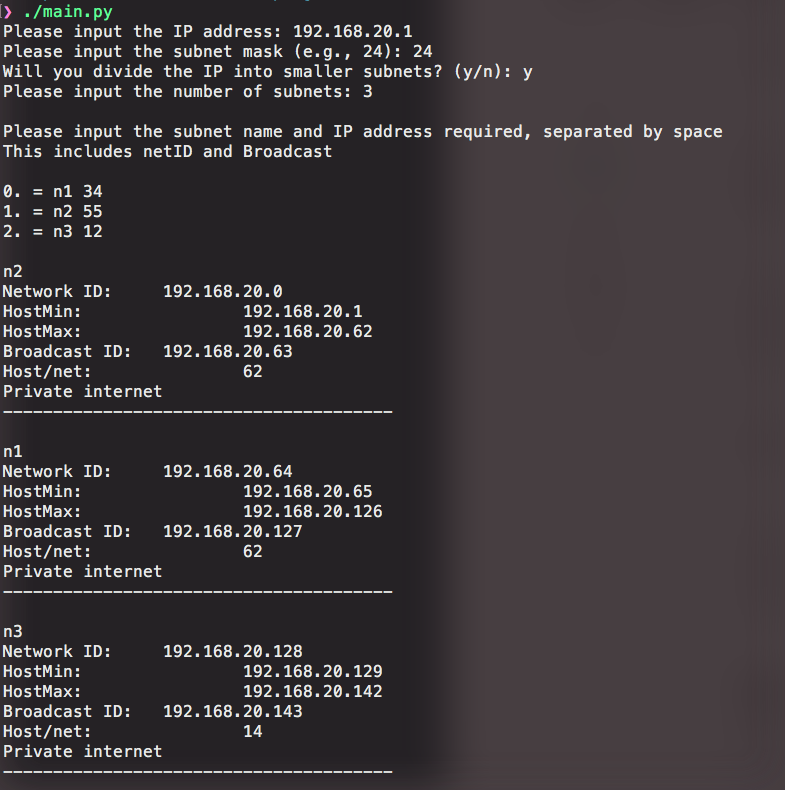 ❯ ./main.py
Please input the IP address: 192.168.20.1
Please input the subnet mask (e.g., 24): 24
Will you divide the IP into smaller subnets? (y/n): y
Please input the number of subnets: 3
Please input the subnet name and IP address required, separated by space
This includes netID and Broadcast
0. = n1 34
1. = n2 55
2. = n3 12
n2
Network ID: 192.168.20.0
HostMin: 192.168.20.1
HostMax: 192.168.20.62
Broadcast ID: 192.168.20.63
Host/net: 62
Private internet
---------------------------------------
n1
Network ID: 192.168.20.64
HostMin: 192.168.20.65
HostMax: 192.168.20.126
Broadcast ID: 192.168.20.127
Host/net: 62
Private internet
---------------------------------------
n3
Network ID: 192.168.20.128
HostMin: 192.168.20.129
HostMax: 192.168.20.142
Broadcast ID: 192.168.20.143
Host/net: 14
Private internet
---------------------------------------